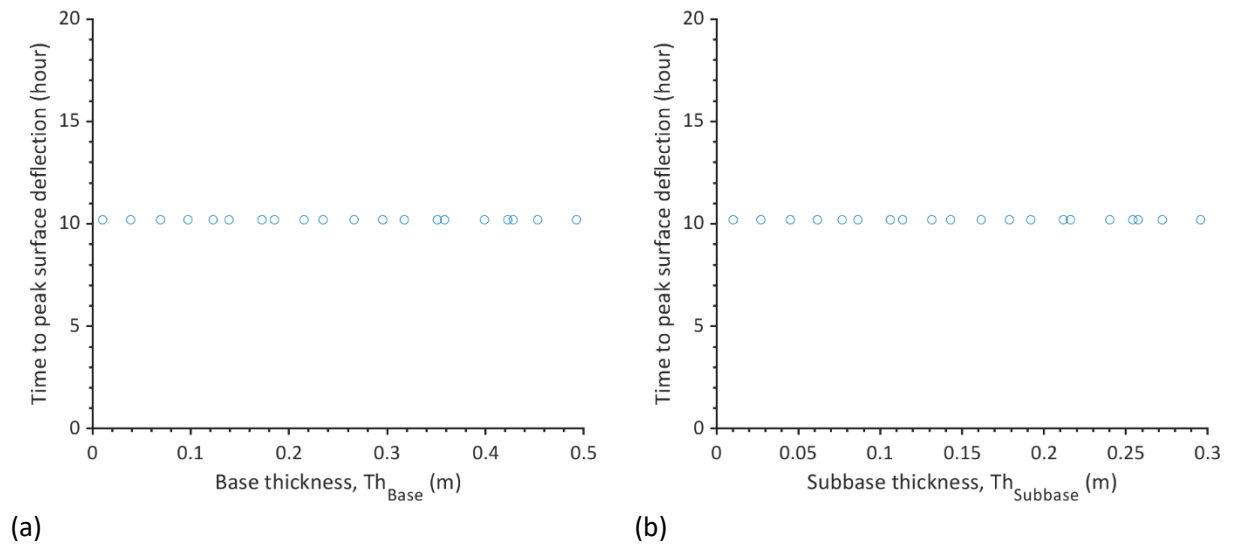 Time to peak surface deflection (hour)
20
15
10
5
0
0 0.1 0.2 0.3 0.4 0.5
Base thickness, Th_Base (m)
(a)
Time to peak surface deflection (hour)
20
15
10
5
0
0 0.05 0.1 0.15 0.2 0.25 0.3
Subbase thickness, Th_Subbase (m)
(b)